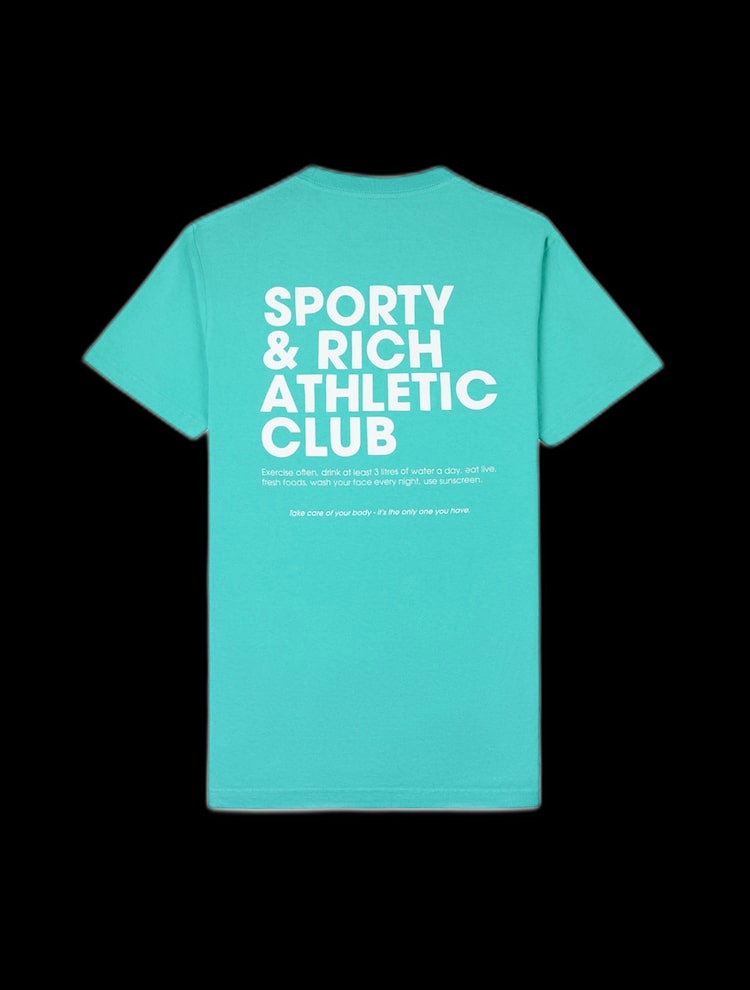 SPORTY
& RICH
ATHLETIC
CLUB
Exercise often, drink at least 3 litres of water a day, eat live,
fresh foods, wash your face every night, use sunscreen.
Take care of your body - it's the only one you have.